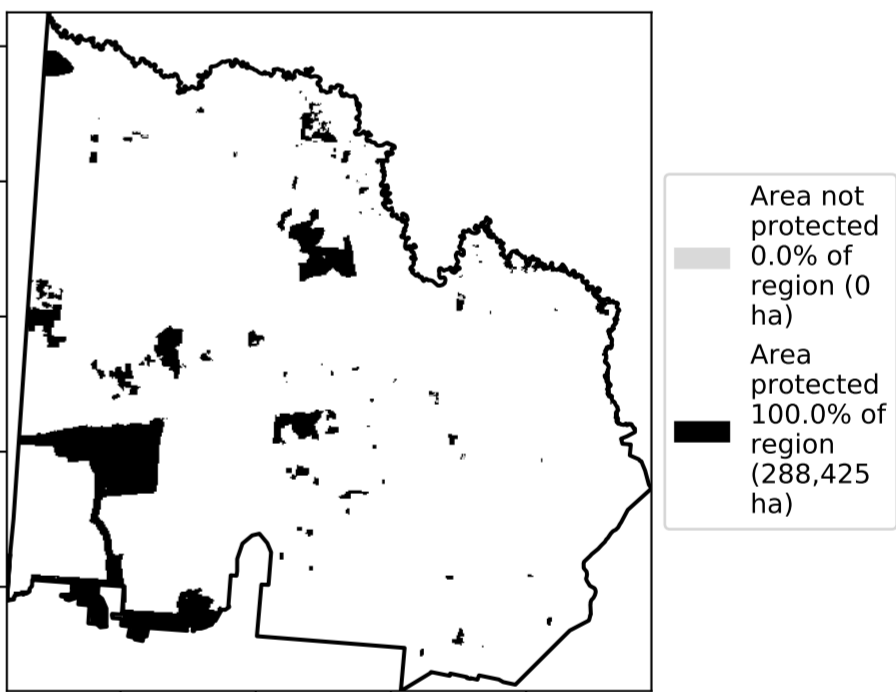 Area not
protected
0.0% of
region (0
ha)
Area
protected
100.0% of
region
(288,425
ha)